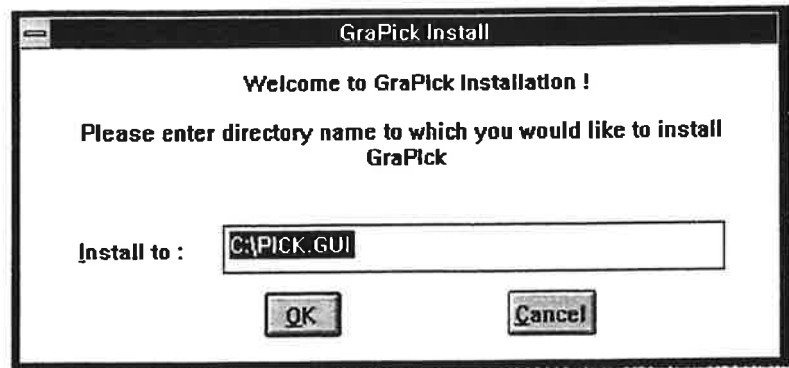 GraPick Install
Welcome to GraPick Installation !
Please enter directory name to which you would like to install
GraPick
Install to :
C:\PICK.GUI
OK
Cancel